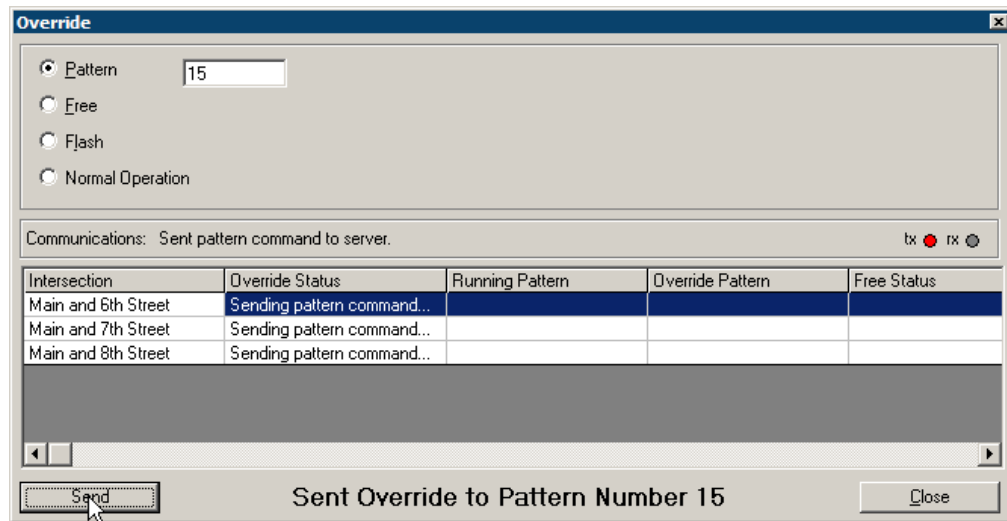 Override
Pattern 15
Free
Flash
Normal Operation
Communications: Sent pattern command to server. tx rx
Intersection Override Status Running Pattern Override Pattern Free Status
Main and 6th Street Sending pattern command...
Main and 7th Street Sending pattern command...
Main and 8th Street Sending pattern command...
Send Sent Override to Pattern Number 15 Close